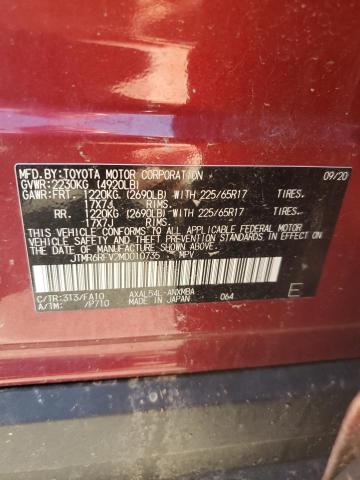 MFD.BY:TOYOTA MOTOR CORPORATION 09/20
GVWR:2230KG (4920LB)
GAWR:FRT. 1220KG (2690LB) WITH 225/65R17 TIRES,
17X7J RIMS,
RR. 1220KG (2690LB) WITH 225/65R17 TIRES,
17X7J RIMS,
THIS VEHICLE CONFORMS TO ALL APPLICABLE FEDERAL MOTOR
VEHICLE SAFETY, BUMPER, AND THEFT PREVENTION STANDARDS
IN EFFECT ON THE DATE OF MANUFACTURE SHOWN ABOVE.
JTMR6RFV2MD010735 MPV
C/TR:3T3/FA10 AXAL54L-ANXMBA
A/TM: /P710 MADE IN JAPAN 064
E